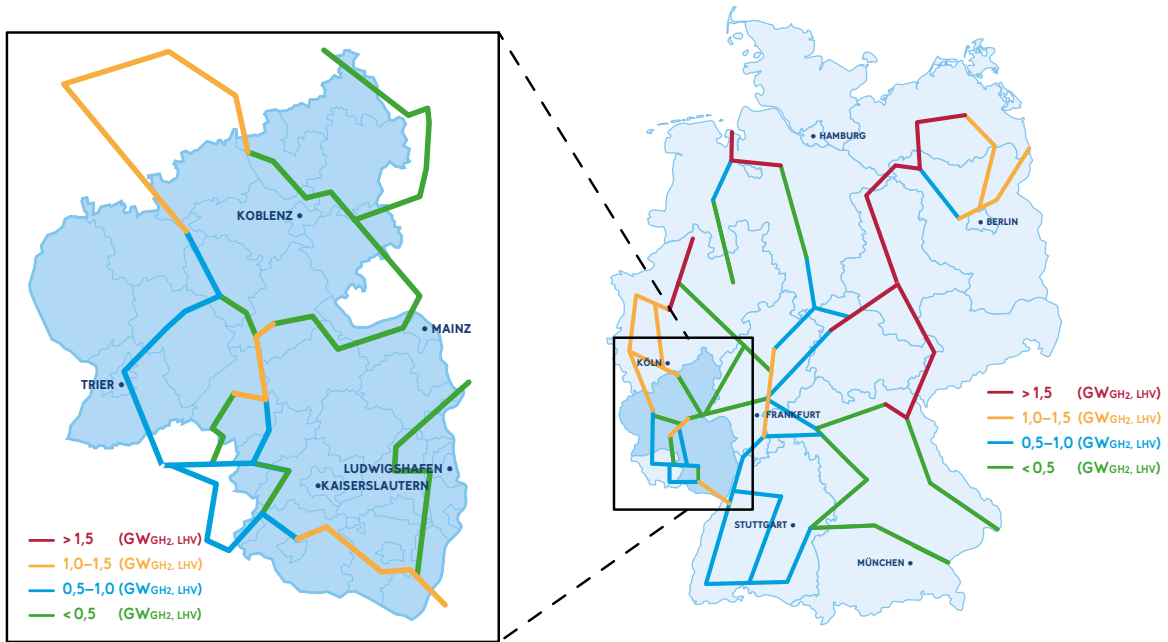 HAMBURG
BERLIN
KOBLENZ
MAINZ
KÖLN
TRIER
> 1,5 (GWGH2, LHV)
FRANKFURT
1,0–1,5 (GWGH2, LHV)
0,5–1,0 (GWGH2, LHV)
< 0,5 (GWGH2, LHV)
LUDWIGSHAFEN
KAISERSLAUTERN
STUTTGART
> 1,5 (GWGH2, LHV)
1,0–1,5 (GWGH2, LHV)
MÜNCHEN
0,5–1,0 (GWGH2, LHV)
< 0,5 (GWGH2, LHV)